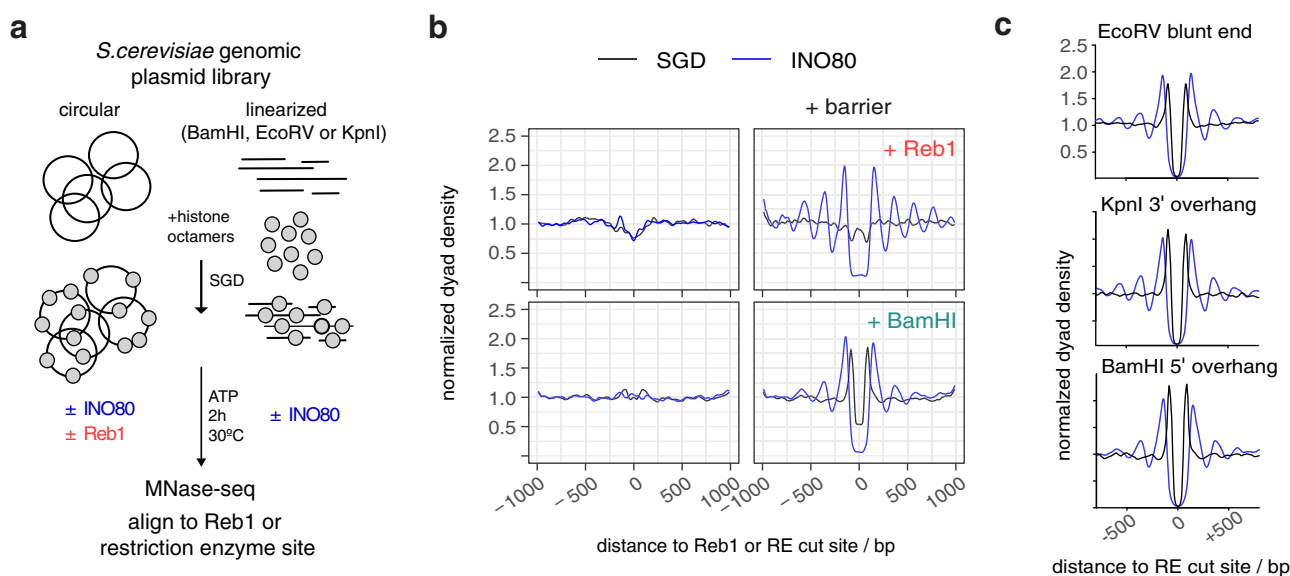 a
S.cerevisiae genomic
plasmid library
circular
linearized
(BamHI, EcoRV or KpnI)
+histone
octamers
SGD
± INO80
± Reb1
ATP
2h
30ºC
± INO80
MNase-seq
align to Reb1 or
restriction enzyme site
b
SGD
INO80
+ barrier
+ Reb1
+ BamHI
normalized dyad density
2.5
2.0
1.5
1.0
0.5
2.5
2.0
1.5
1.0
0.5
−1000
−500
0
500
1000
−1000
−500
0
500
1000
distance to Reb1 or RE cut site / bp
c
EcoRV blunt end
2.5
2.0
1.5
1.0
0.5
KpnI 3' overhang
BamHI 5' overhang
normalzed dyad density
-500
0
+500
distance to RE cut site / bp